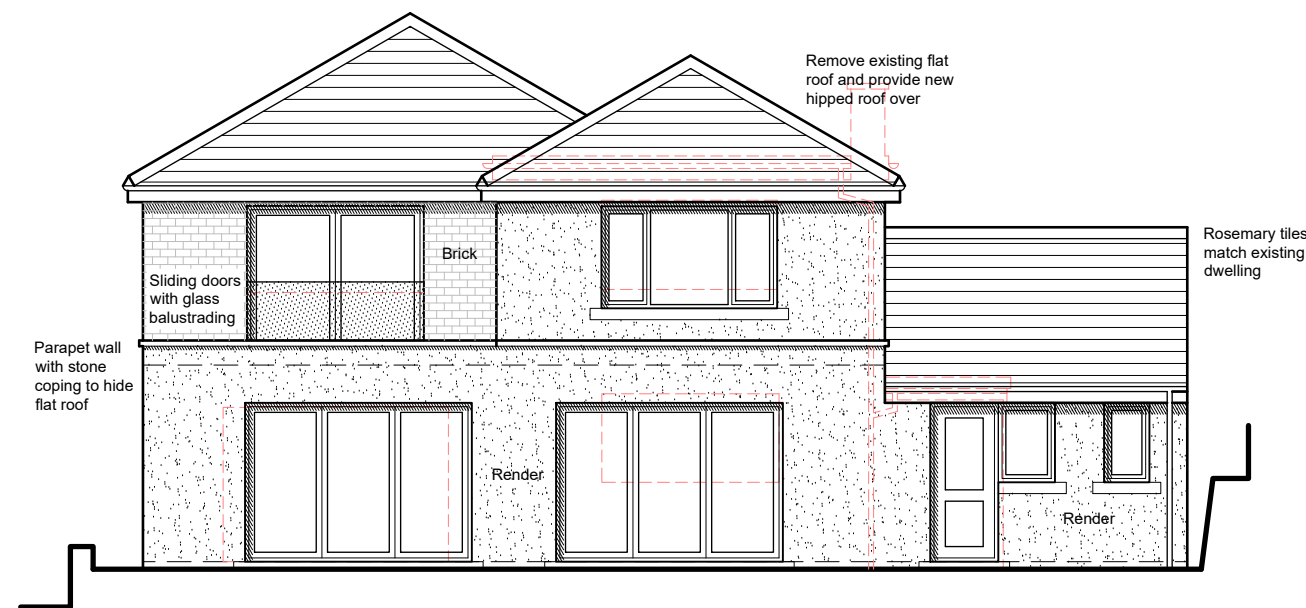 Remove existing flat
roof and provide new
hipped roof over
Rosemary tiles
match existing
dwelling
Brick
Sliding doors
with glass
balustrading
Parapet wall
with stone
coping to hide
flat roof
Render
Render